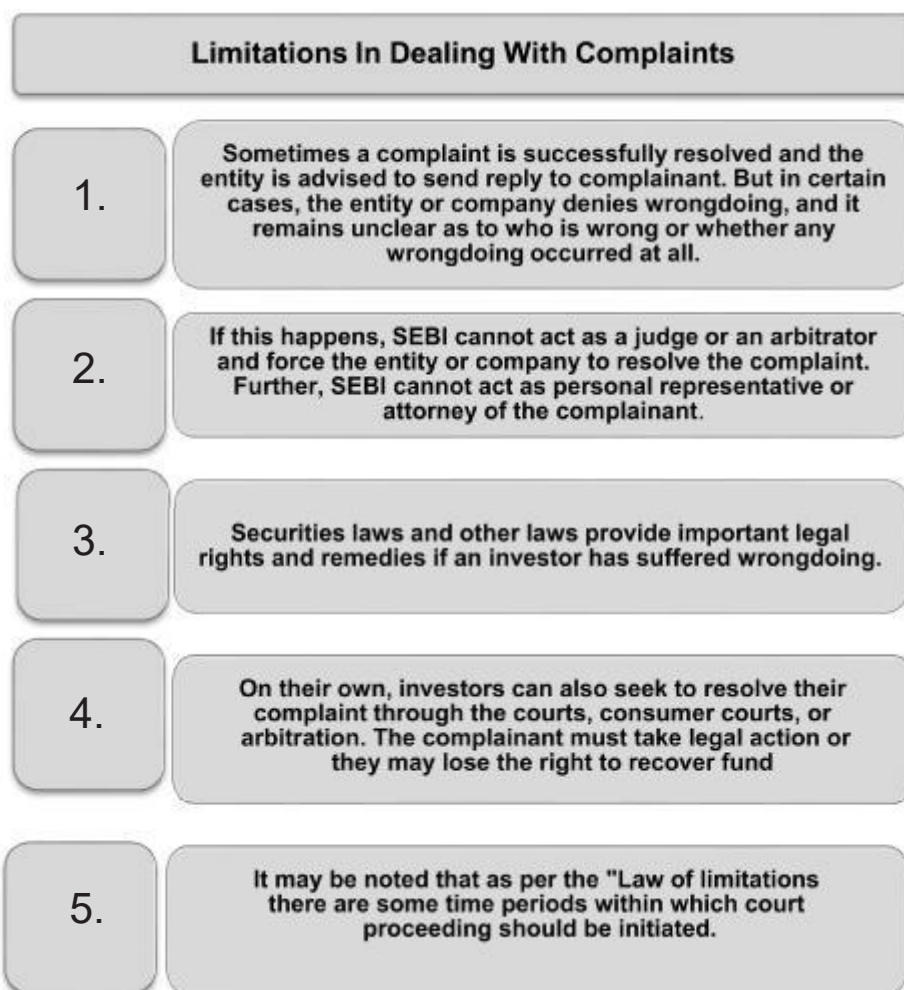 Limitations In Dealing With Complaints
1.
Sometimes a complaint is successfully resolved and the
entity is advised to send reply to complainant. But in certain
cases, the entity or company denies wrongdoing, and it
remains unclear as to who is wrong or whether any
wrongdoing occurred at all.
2.
If this happens, SEBI cannot act as a judge or an arbitrator
and force the entity or company to resolve the complaint.
Further, SEBI cannot act as personal representative or
attorney of the complainant.
3.
Securities laws and other laws provide important legal
rights and remedies if an investor has suffered wrongdoing.
4.
On their own, investors can also seek to resolve their
complaint through the courts, consumer courts, or
arbitration. The complainant must take legal action or
they may lose the right to recover fund
5.
It may be noted that as per the "Law of limitations
there are some time periods within which court
proceeding should be initiated.